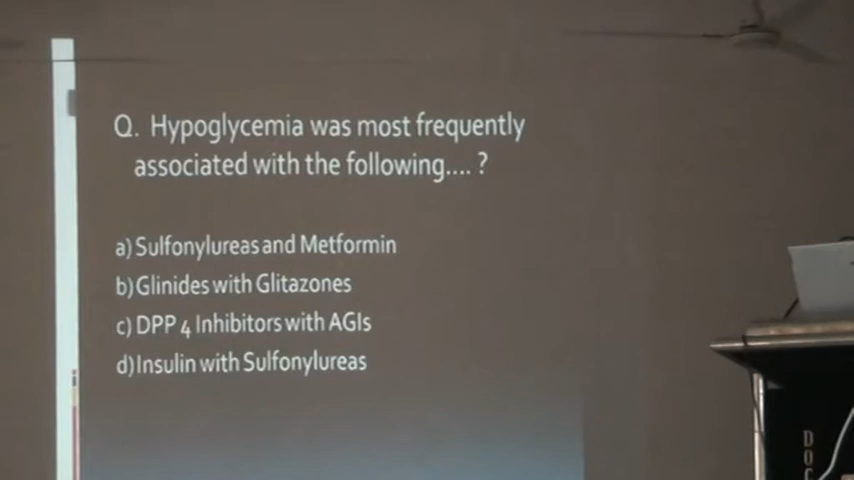 Q. Hypoglycemia was most frequently
associated with the following.... ?
a) Sulfonylureas and Metformin
b) Glinides with Glitazones
c) DPP 4 Inhibitors with AGIs
d) Insulin with Sulfonylureas